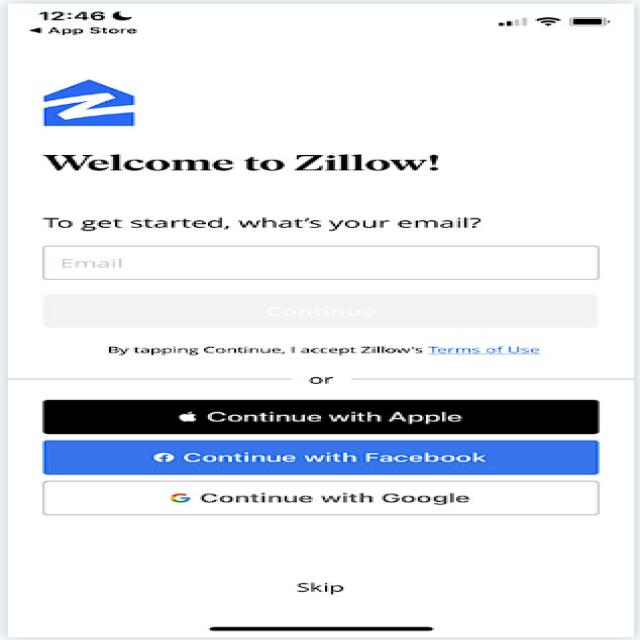 12:46
◄ App Store
Welcome to Zillow!
To get started, what's your email?
Email
Continue
By tapping Continue, I accept Zillow's Terms of Use
or
Continue with Apple
Continue with Facebook
Continue with Google
Skip